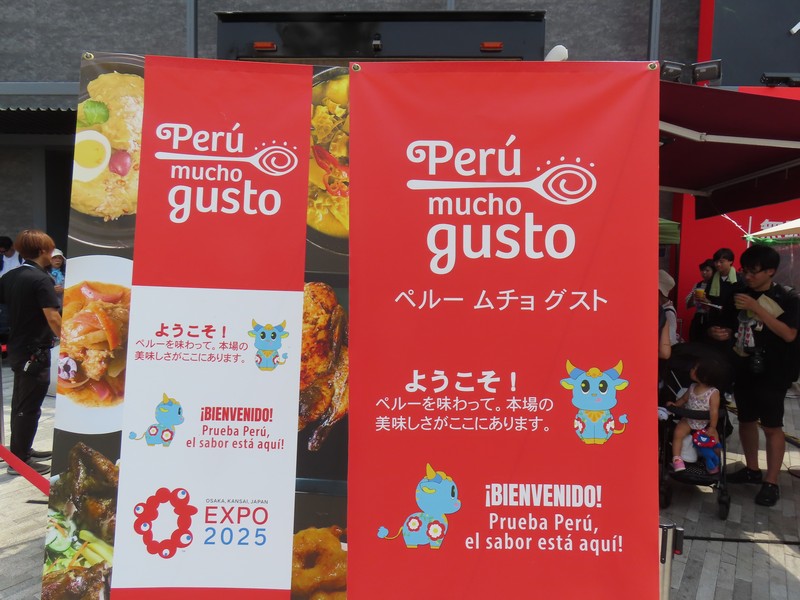 Perú
mucho
gusto
ようこそ！
ペルーを味わって。本場の
美味しさがここにあります。
¡BIENVENIDO!
Prueba Perú,
el sabor está aquí!
OSAKA, KANSAI, JAPAN
EXPO
2025
Perú
mucho
gusto
ペルー ムチョ グスト
ようこそ！
ペルーを味わって。本場の
美味しさがここにあります。
¡BIENVENIDO!
Prueba Perú,
el sabor está aquí!